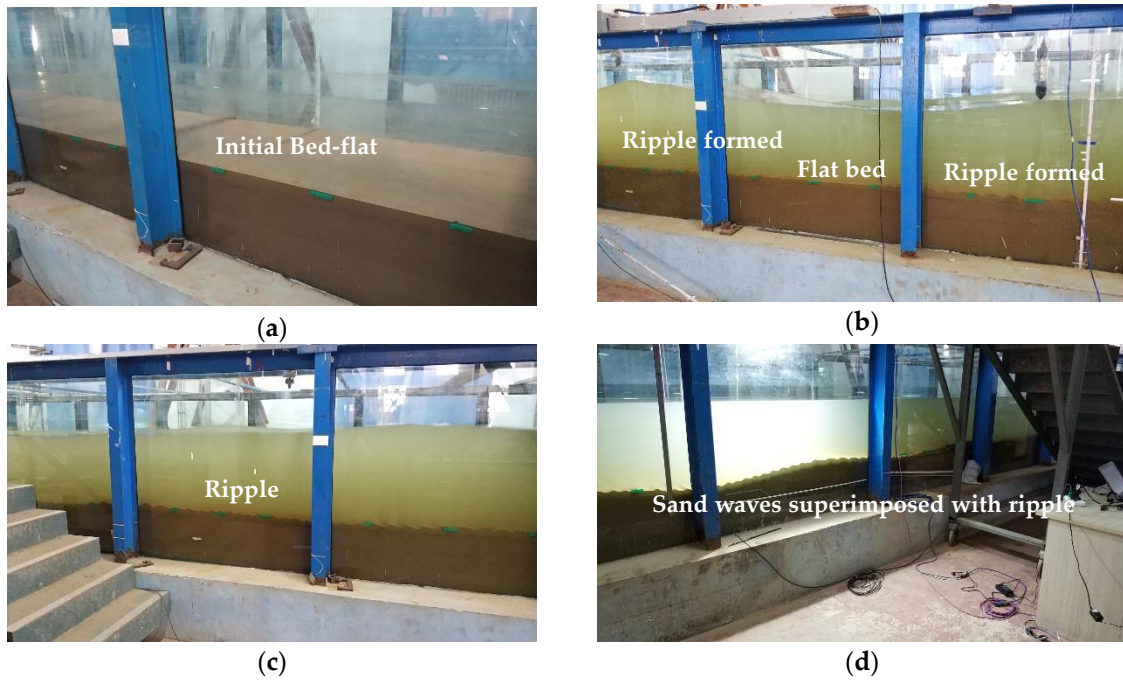 Initial Bed-flat
(a)
Ripple formed
Flat bed
Ripple formed
(b)
Ripple
(c)
Sand waves superimposed with ripple
(d)